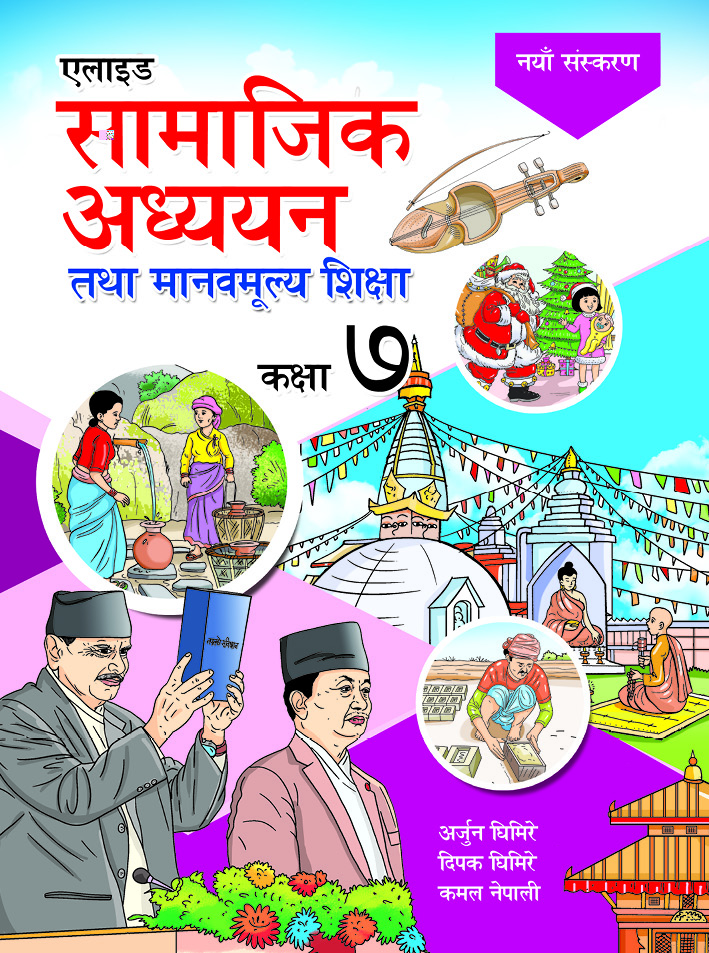 एलाइड
नयाँ संस्करण
सामाजिक
अध्ययन
तथा मानवमूल्य शिक्षा
कक्षा ७
अर्जुन घिमिरे
दिपक घिमिरे
कमल नेपाली